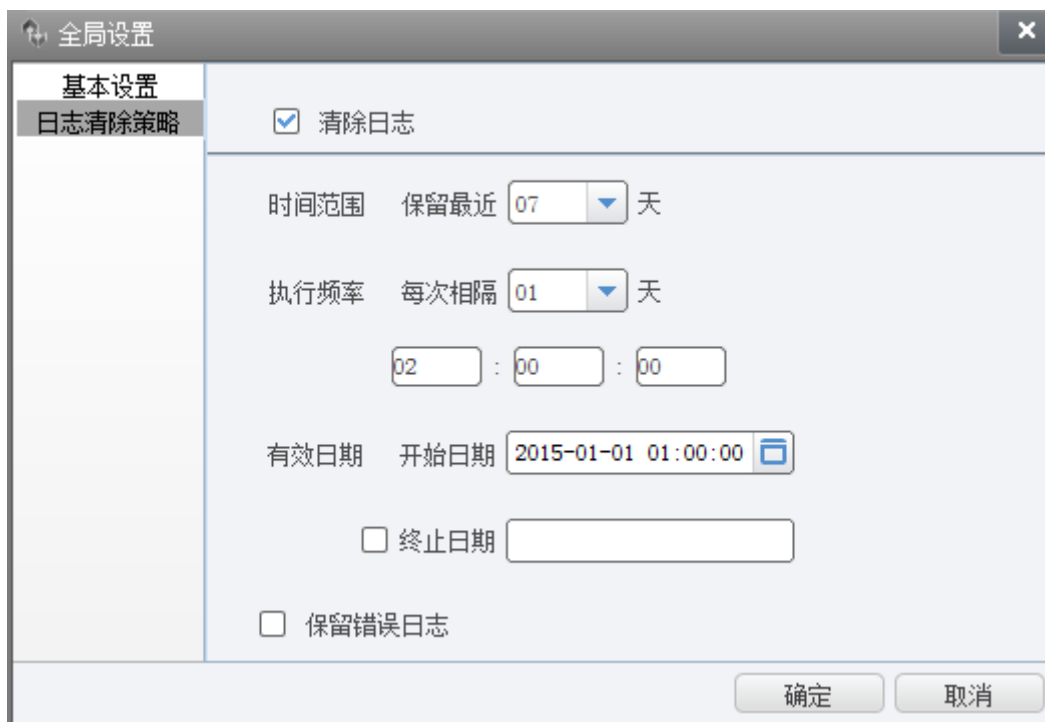 全局设置
基本设置
日志清除策略
清除日志
时间范围 保留最近 07 天
执行频率 每次相隔 01 天
02 : 00 : 00
有效日期 开始日期 2015-01-01 01:00:00
终止日期
保留错误日志
确定 取消